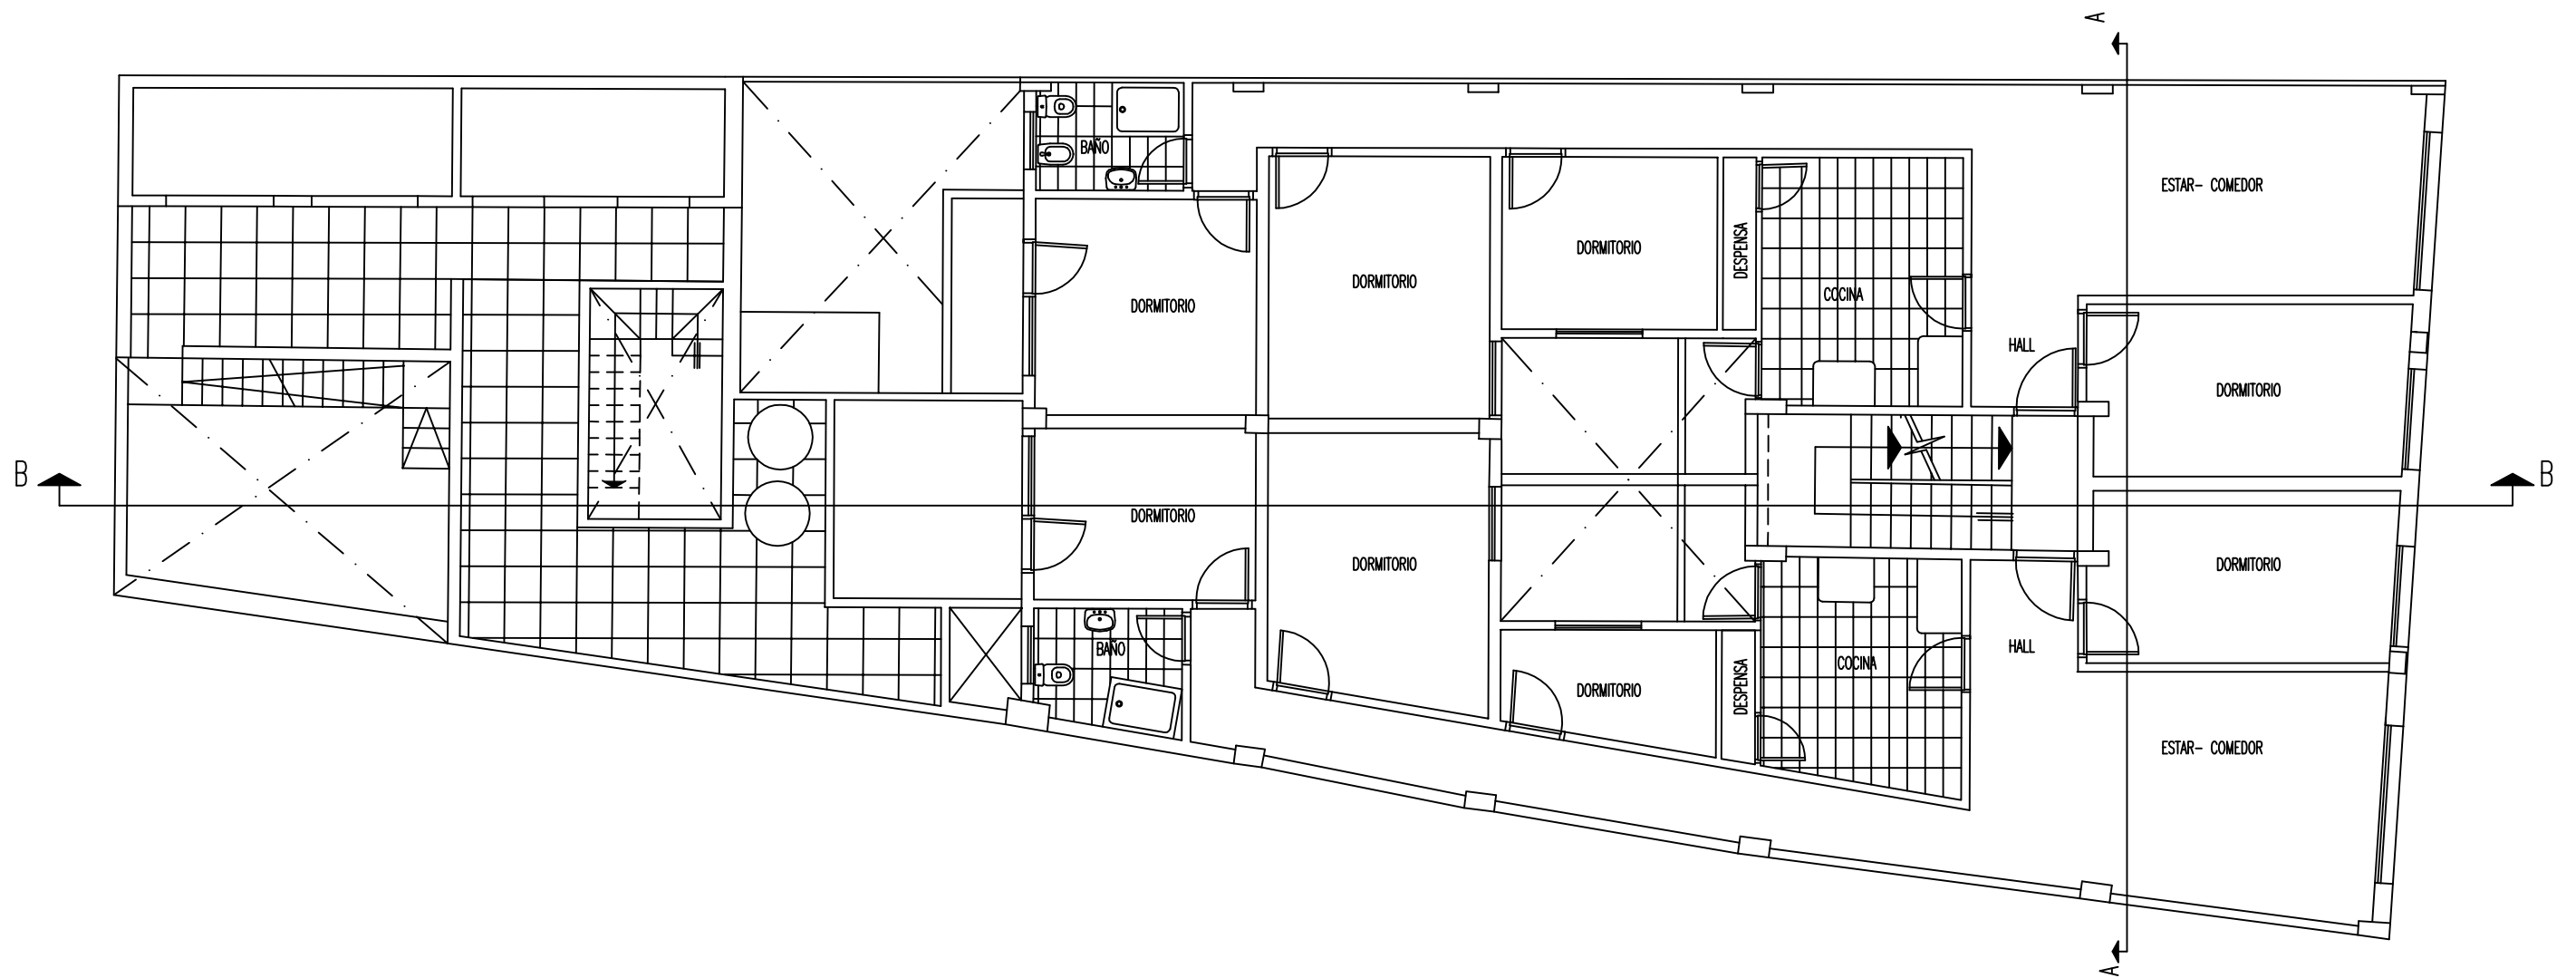 A
BAÑO
ESTAR- COMEDOR
DORMITORIO
DESPENSA
DORMITORIO
COCINA
DORMITORIO
HALL
DORMITORIO
B
B
DORMITORIO
DORMITORIO
DORMITORIO
HALL
BAÑO
COCINA
DORMITORIO
DESPENSA
ESTAR- COMEDOR
A